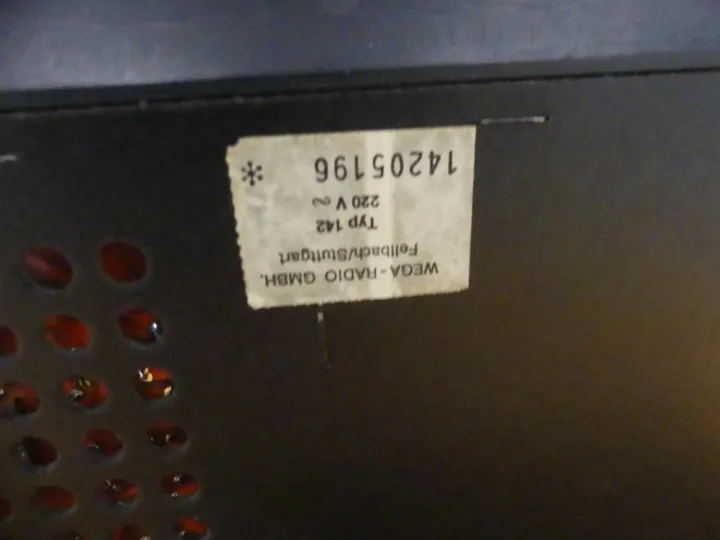 WEGA-RADIO GMBH.
Fellbach/Stuttgart
Typ 142
220 V ~
14205196 *